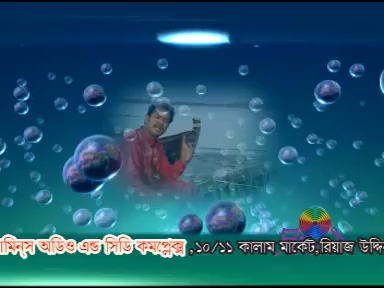 মিন্স অডিও এন্ড সিডি কমপ্লেক্স ,১০/১১ কালাম মার্কেট,রিয়াজ উদ্দি